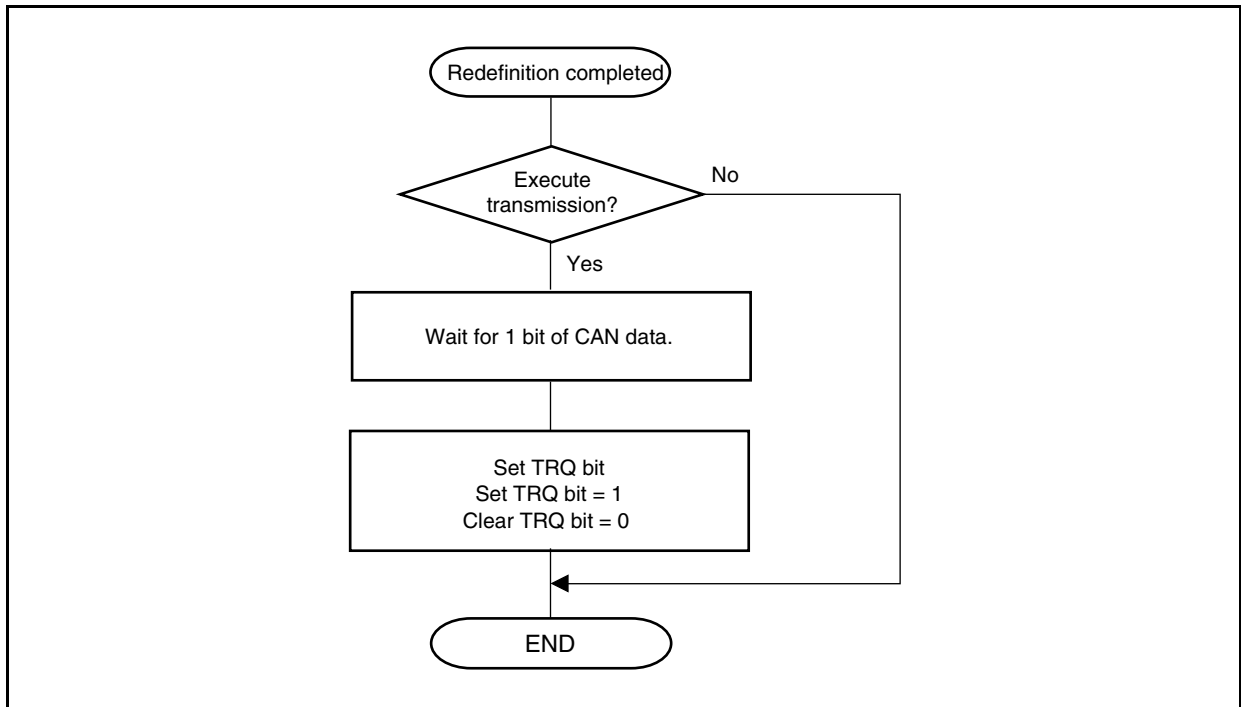 Redefinition completed
Execute
transmission?
No
Yes
Wait for 1 bit of CAN data.
Set TRQ bit
Set TRQ bit = 1
Clear TRQ bit = 0
END